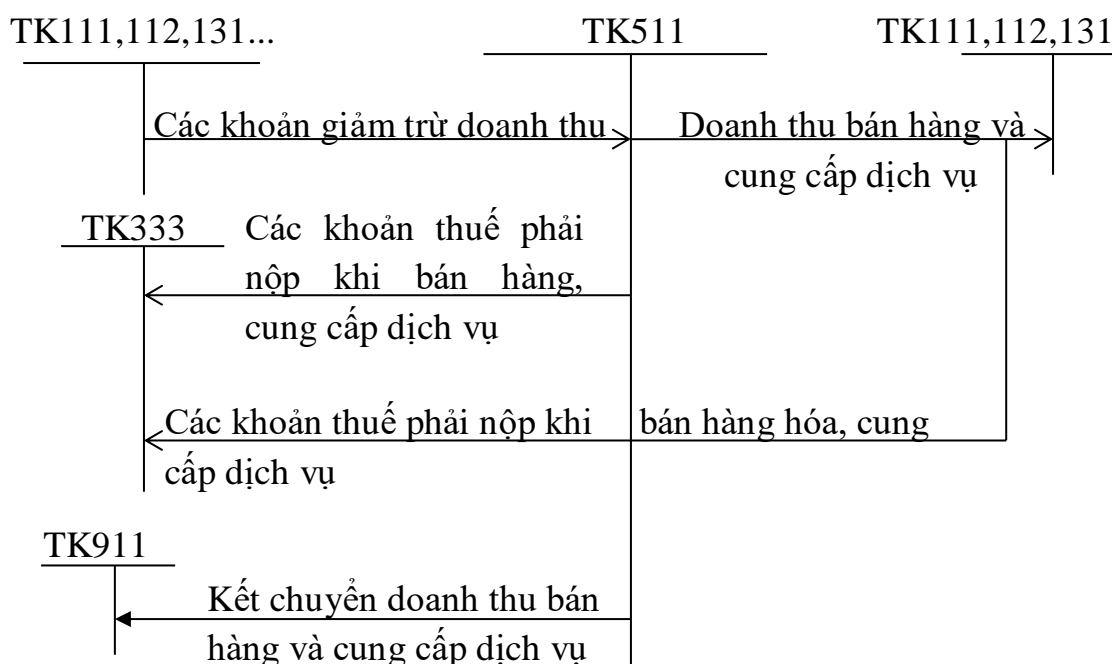 TK111,112,131...
TK511
TK111,112,131
Các khoản giảm trừ doanh thu
Doanh thu bán hàng và
cung cấp dịch vụ
TK333
Các khoản thuế phải
nộp khi bán hàng,
cung cấp dịch vụ
Các khoản thuế phải nộp khi bán hàng hóa, cung
cấp dịch vụ
TK911
Kết chuyển doanh thu bán
hàng và cung cấp dịch vụ